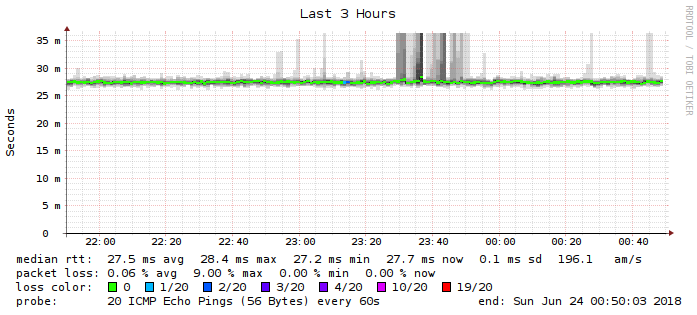 Last 3 Hours
RRDTOOL / TOBI OETIKER
Seconds
35 m
30 m
25 m
20 m
15 m
10 m
5 m
0
22:00 22:20 22:40 23:00 23:20 23:40 00:00 00:20 00:40
median rtt: 27.5 ms avg 28.4 ms max 27.2 ms min 27.7 ms now 0.1 ms sd 196.1 am/s
packet loss: 0.06 % avg 9.00 % max 0.00 % min 0.00 % now
loss color: 0 1/20 2/20 3/20 4/20 10/20 19/20
probe: 20 ICMP Echo Pings (56 Bytes) every 60s end: Sun Jun 24 00:50:03 2018